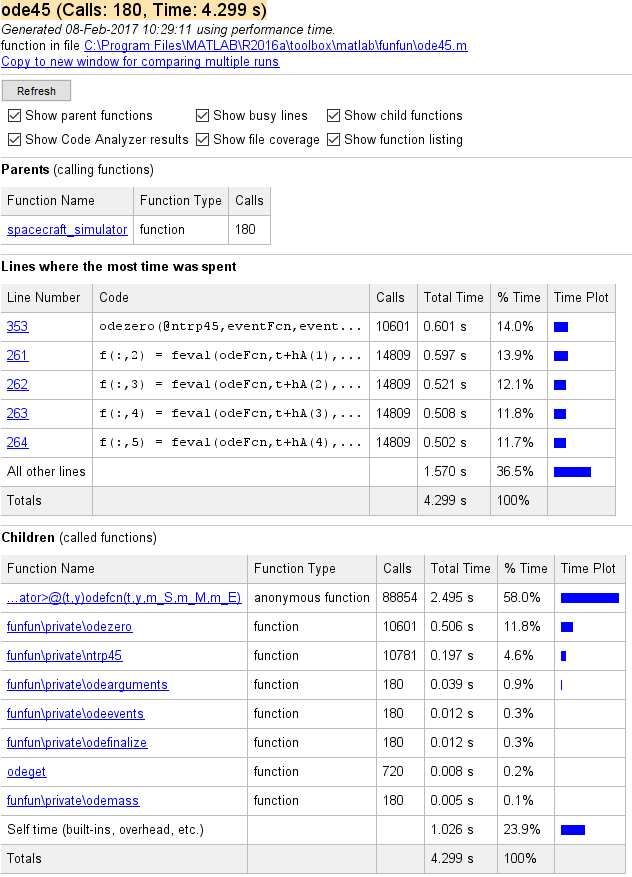 ode45 (Calls: 180, Time: 4.299 s)
Generated 08-Feb-2017 10:29:11 using performance time.
function in file C:\Program Files\MATLAB\R2016a\toolbox\matlab\funfun\ode45.m
Copy to new window for comparing multiple runs
Refresh
Show parent functions Show busy lines Show child functions
Show Code Analyzer results Show file coverage Show function listing
Parents (calling functions)
Function Name Function Type Calls
spacecraft_simulator function 180
Lines where the most time was spent
Line Number Code Calls Total Time % Time Time Plot
353 odezero(@ntrp45,eventFcn,event... 10601 0.601 s 14.0%
261 f(:,2) = feval(odeFcn,t+hA(1),... 14809 0.597 s 13.9%
262 f(:,3) = feval(odeFcn,t+hA(2),... 14809 0.521 s 12.1%
263 f(:,4) = feval(odeFcn,t+hA(3),... 14809 0.508 s 11.8%
264 f(:,5) = feval(odeFcn,t+hA(4),... 14809 0.502 s 11.7%
All other lines 1.570 s 36.5%
Totals 4.299 s 100%
Children (called functions)
Function Name Function Type Calls Total Time % Time Time Plot
...ator>@(t,y)odefcn(t,y,m_S,m_M,m_E) anonymous function 88854 2.495 s 58.0%
funfun\private\odezero function 10601 0.506 s 11.8%
funfun\private\ntrp45 function 10781 0.197 s 4.6%
funfun\private\odearguments function 180 0.039 s 0.9%
funfun\private\odeevents function 180 0.012 s 0.3%
funfun\private\odefinalize function 180 0.012 s 0.3%
odeget function 720 0.008 s 0.2%
funfun\private\odemass function 180 0.005 s 0.1%
Self time (built-ins, overhead, etc.) 1.026 s 23.9%
Totals 4.299 s 100%